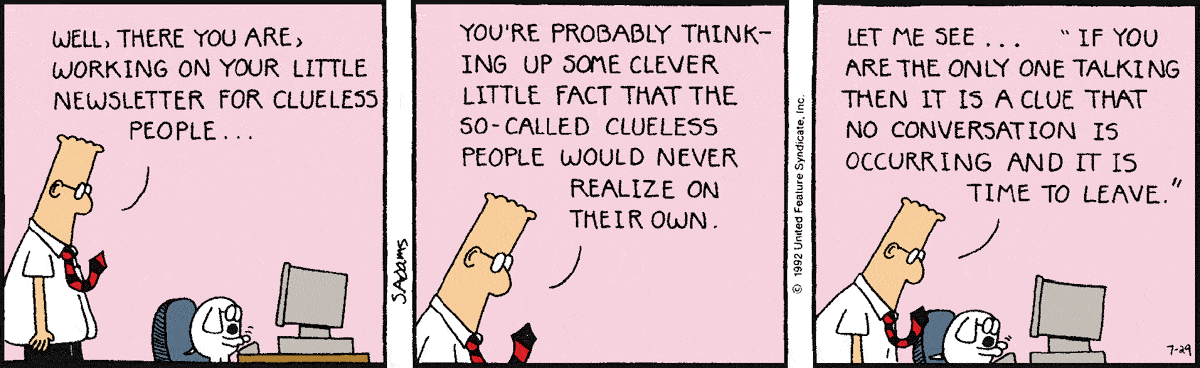 WELL, THERE YOU ARE,
WORKING ON YOUR LITTLE
NEWSLETTER FOR CLUELESS
PEOPLE...
S.Adams
YOU'RE PROBABLY THINK-
ING UP SOME CLEVER
LITTLE FACT THAT THE
SO-CALLED CLUELESS
PEOPLE WOULD NEVER
REALIZE ON
THEIR OWN.
© 1992 United Feature Syndicate, Inc.
LET ME SEE... "IF YOU
ARE THE ONLY ONE TALKING
THEN IT IS A CLUE THAT
NO CONVERSATION IS
OCCURRING AND IT IS
TIME TO LEAVE."
7-29